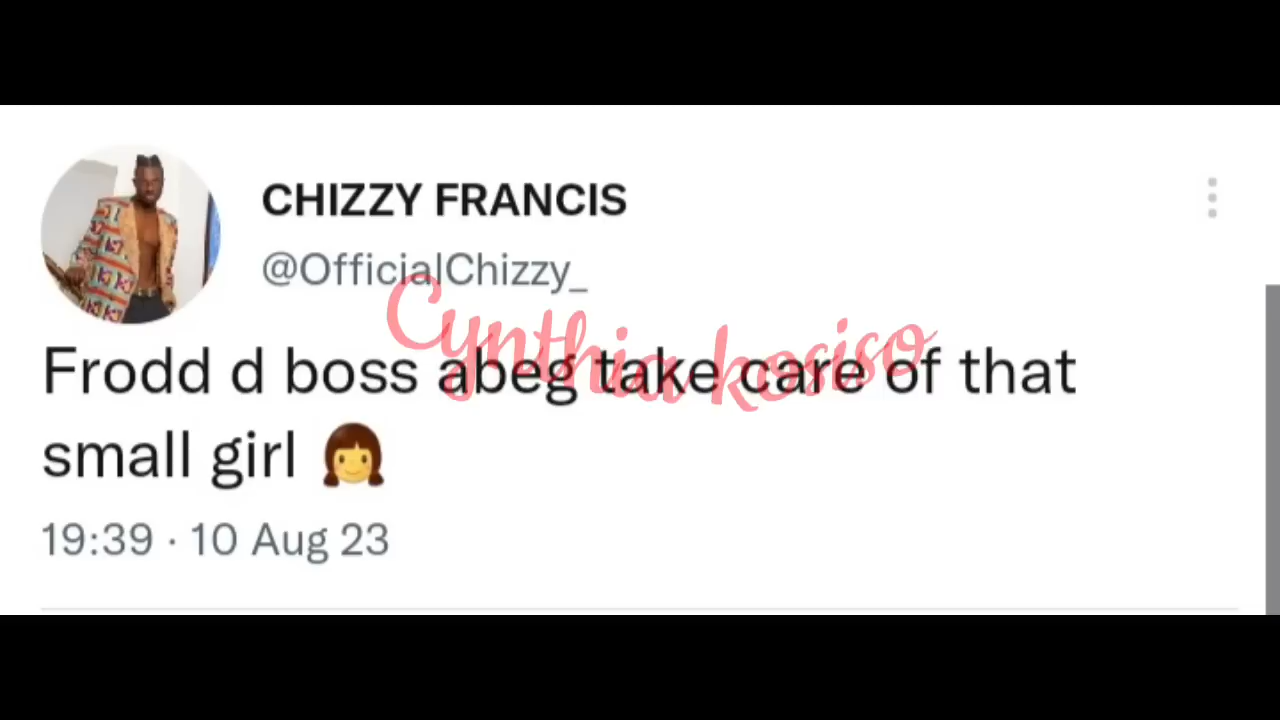 CHIZZY FRANCIS
@OfficialChizzy_
Cynthia kosiso
Frodd d boss abeg take care of that
small girl 👧
19:39 · 10 Aug 23